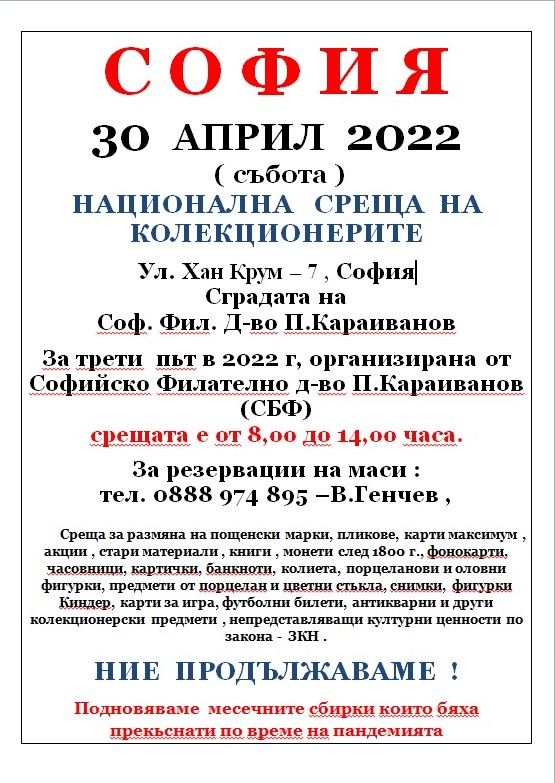 СОФИЯ
30 АПРИЛ 2022
( събота )
НАЦИОНАЛНА СРЕЩА НА
КОЛЕКЦИОНЕРИТЕ
Ул. Хан Крум – 7 , София
Сградата на
Соф. Фил. Д-во П.Караиванов
За трети път в 2022 г, организирана от
Софийско Филателно д-во П.Караиванов
(СБФ)
срещата е от 8,00 до 14,00 часа.
За резервации на маси :
тел. 0888 974 895 –В.Генчев ,
Среща за размяна на пощенски марки, пликове, карти максимум ,
акции , стари материали , книги , монети след 1800 г., фонокарти,
часовници, картички, банкноти, колиета, порцеланови и оловни
фигурки, предмети от порцелан и цветни стъкла, снимки, фигурки
Киндер, карти за игра, футболни билети, антикварни и други
колекционерски предмети , непредставляващи културни ценности по
закона - ЗКН .
НИЕ ПРОДЪЛЖАВАМЕ !
Подновяваме месечните сбирки които бяха
прекъснати по време на пандемията